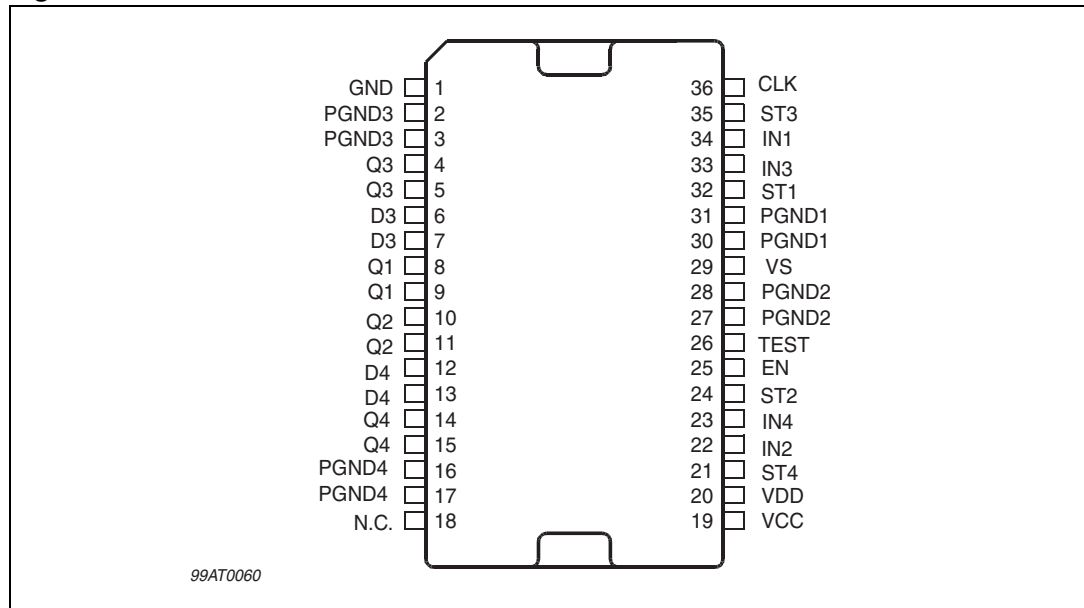 GND 1 36 CLK
PGND3 2 35 ST3
PGND3 3 34 IN1
Q3 4 33 IN3
Q3 5 32 ST1
D3 6 31 PGND1
D3 7 30 PGND1
Q1 8 29 VS
Q1 9 28 PGND2
Q2 10 27 PGND2
Q2 11 26 TEST
D4 12 25 EN
D4 13 24 ST2
Q4 14 23 IN4
Q4 15 22 IN2
PGND4 16 21 ST4
PGND4 17 20 VDD
N.C. 18 19 VCC
99AT0060